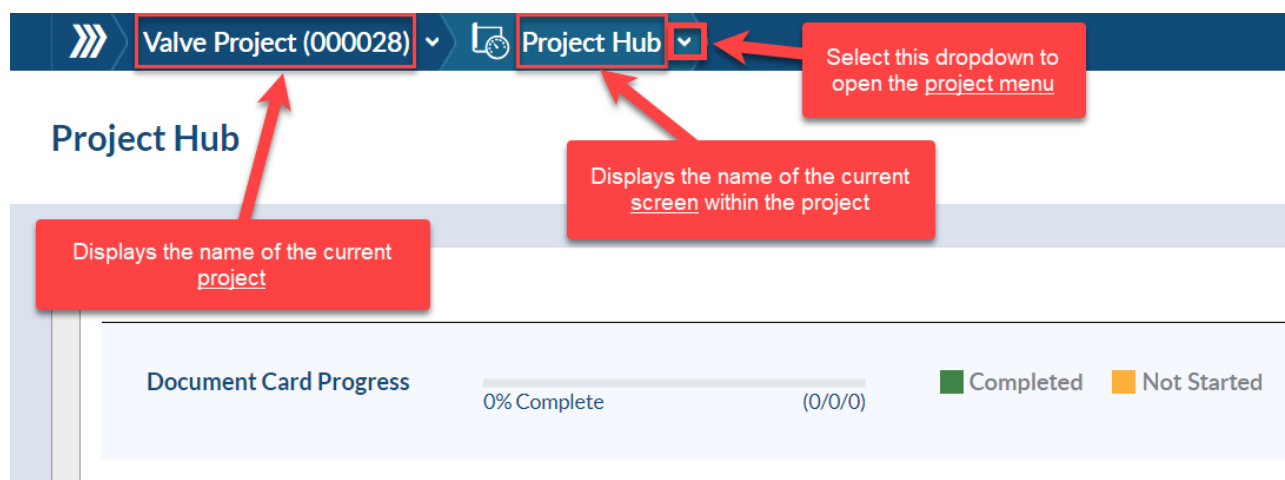 Valve Project (000028)
Project Hub
Select this dropdown to
open the project menu
Project Hub
Displays the name of the current
screen within the project
Displays the name of the current
project
Document Card Progress
0% Complete
(0/0/0)
Completed
Not Started